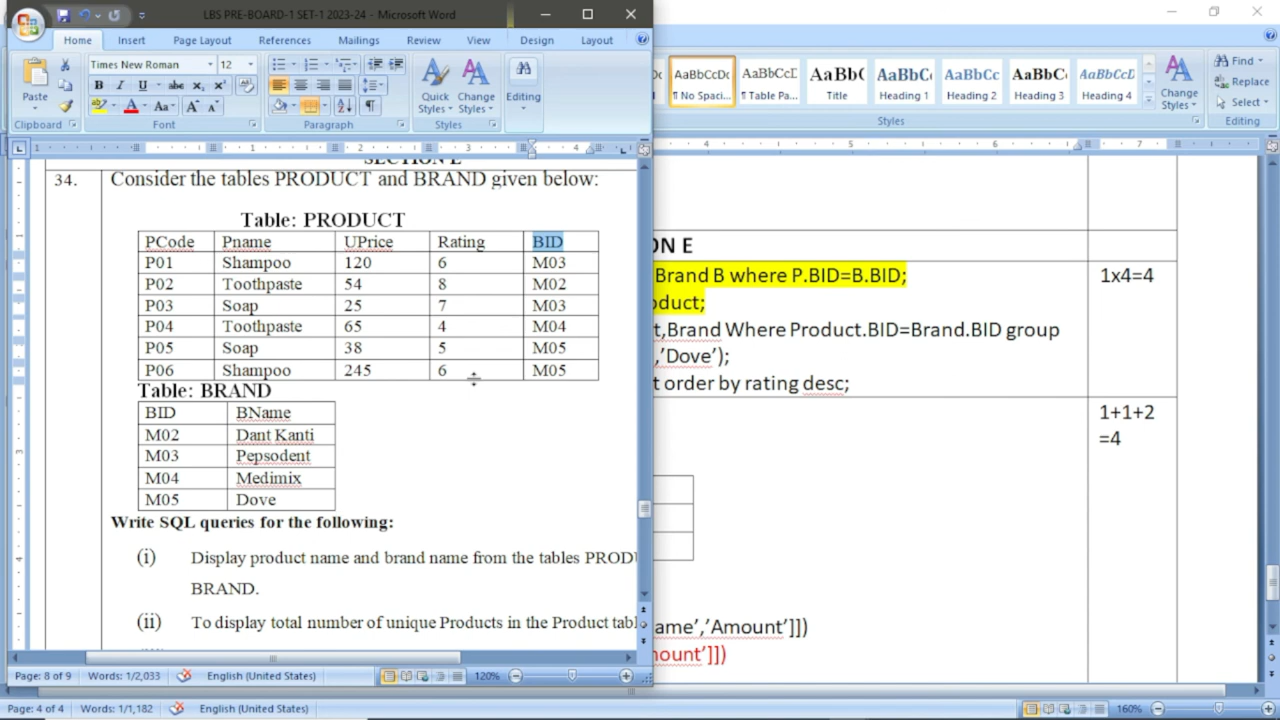 LBS PRE-BOARD-1 SET-1 2023-24 - Microsoft Word
Home Insert Page Layout References Mailings Review View Design Layout
Times New Roman 12
Paste
Quick Styles Change Styles Editing
Clipboard Font Paragraph Styles
AaBbCcDc AaBbCcD AaBb( AaBbC AaBbCc AaBbC AaBbCcD
¶ No Spaci... ¶ Table Pa... Title Heading 1 Heading 2 Heading 3 Heading 4
Change Styles
Find
Replace
Select
Styles Editing
SECTION E
34. Consider the tables PRODUCT and BRAND given below:
Table: PRODUCT
PCode Pname UPrice Rating BID
P01 Shampoo 120 6 M03
P02 Toothpaste 54 8 M02
P03 Soap 25 7 M03
P04 Toothpaste 65 4 M04
P05 Soap 38 5 M05
P06 Shampoo 245 6 M05
Table: BRAND
BID BName
M02 Dant Kanti
M03 Pepsodent
M04 Medimix
M05 Dove
Write SQL queries for the following:
(i) Display product name and brand name from the tables PRODU
BRAND.
(ii) To display total number of unique Products in the Product tabl
Page: 8 of 9 Words: 1/2,033 English (United States) 120%
ON E
Brand B where P.BID=B.BID; 1x4=4
oduct;
t,Brand Where Product.BID=Brand.BID group
,'Dove');
t order by rating desc;
1+1+2
=4
ame','Amount']])
nount']])
Page: 4 of 4 Words: 1/1,182 English (United States) 160%